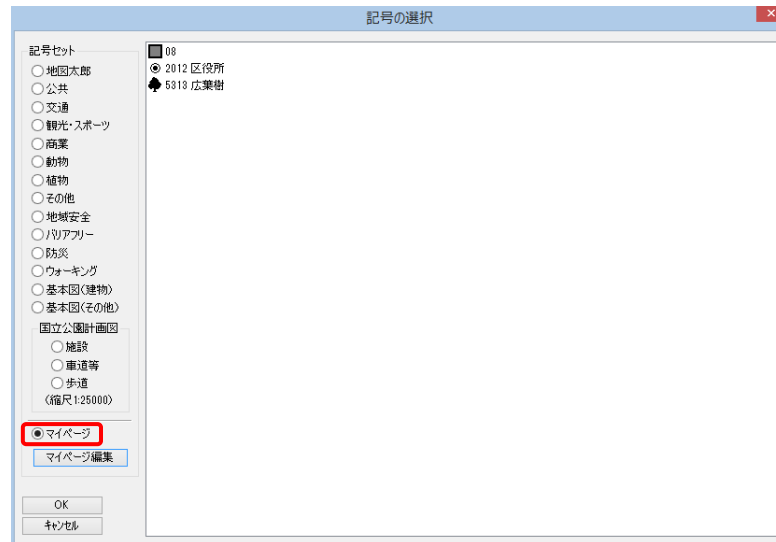 記号の選択
記号セット
地図太郎
公共
交通
観光・スポーツ
商業
動物
植物
その他
地域安全
バリアフリー
防災
ウォーキング
基本図(建物)
基本図(その他)
国立公園計画図
施設
車道等
歩道
(縮尺1:25000)
マイページ
マイページ編集
OK
キャンセル
08
2012 区役所
5313 広葉樹